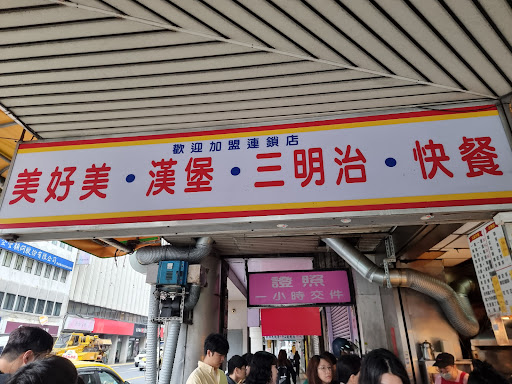 歡迎加盟連鎖店
美好美・漢堡・三明治・快餐
證照
一小時交件